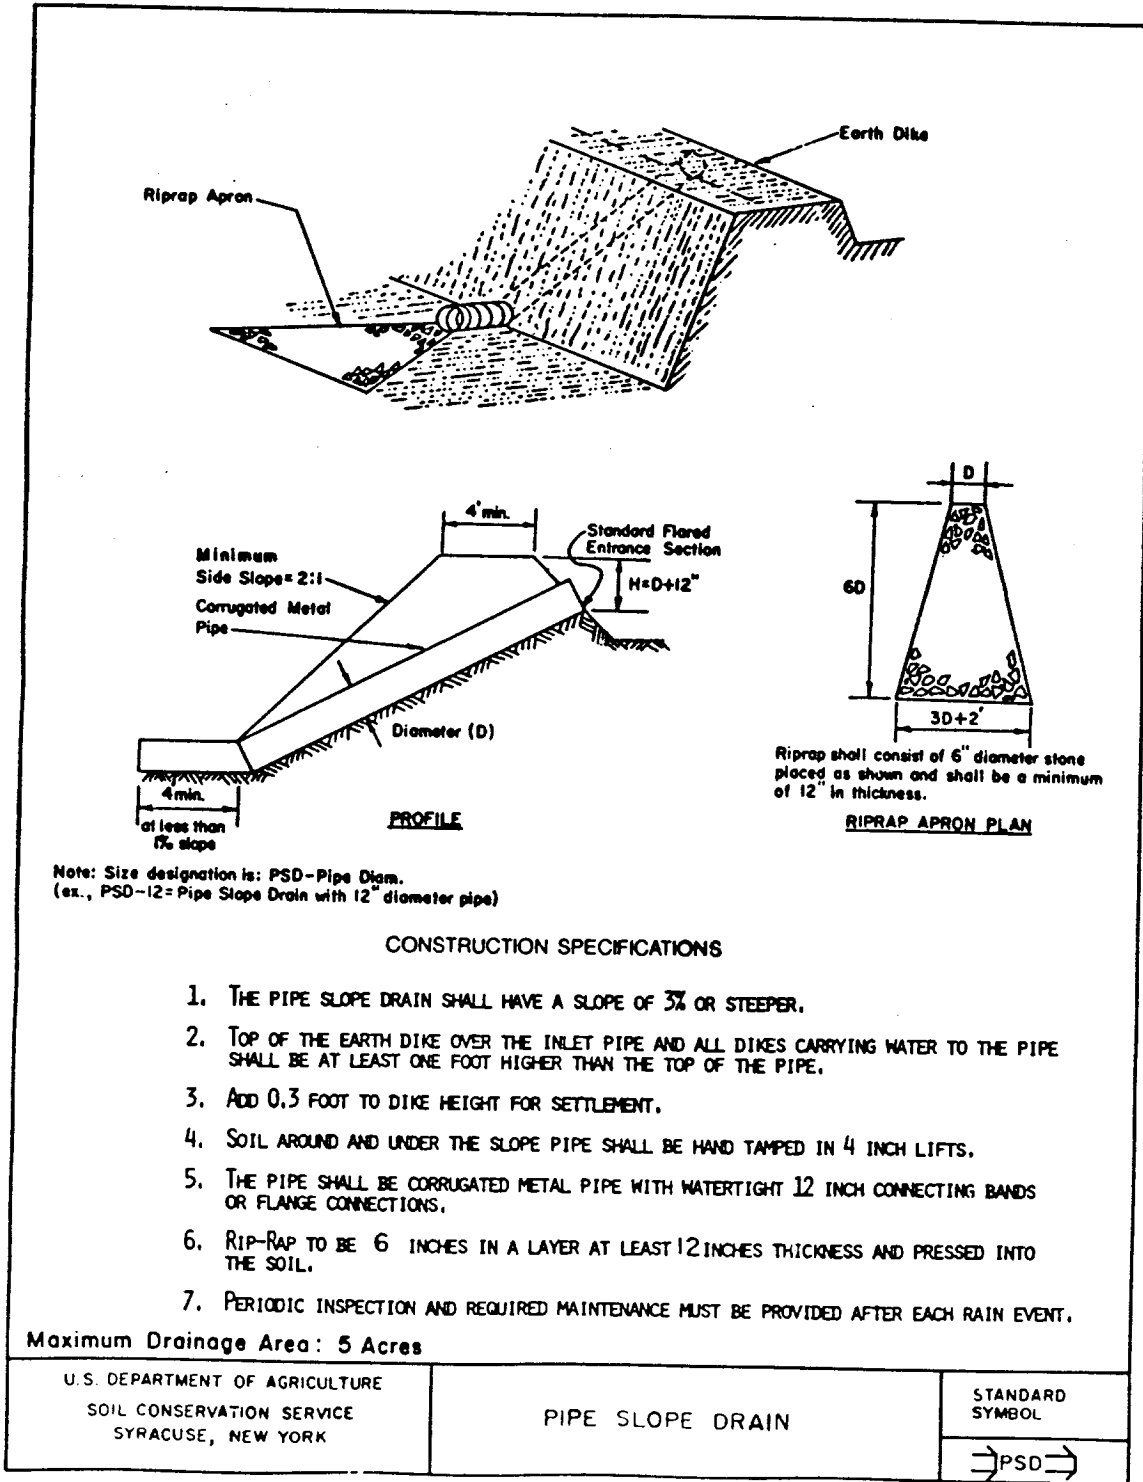 Earth Dike
Riprap Apron
4' min.
Standard Flared
Entrance Section
Minimum
Side Slope = 2:1
H=D+12"
Corrugated Metal
Pipe
Diameter (D)
4 min.
at less than
1% slope
PROFILE
D
6D
3D+2'
Riprap shall consist of 6" diameter stone
placed as shown and shall be a minimum
of 12" in thickness.
RIPRAP APRON PLAN
Note: Size designation is: PSD-Pipe Diam.
(ex., PSD-12= Pipe Slope Drain with 12" diameter pipe)
CONSTRUCTION SPECIFICATIONS
1. THE PIPE SLOPE DRAIN SHALL HAVE A SLOPE OF 3% OR STEEPER.
2. TOP OF THE EARTH DIKE OVER THE INLET PIPE AND ALL DIKES CARRYING WATER TO THE PIPE
SHALL BE AT LEAST ONE FOOT HIGHER THAN THE TOP OF THE PIPE.
3. ADD 0.3 FOOT TO DIKE HEIGHT FOR SETTLEMENT.
4. SOIL AROUND AND UNDER THE SLOPE PIPE SHALL BE HAND TAMPED IN 4 INCH LIFTS.
5. THE PIPE SHALL BE CORRUGATED METAL PIPE WITH WATERTIGHT 12 INCH CONNECTING BANDS
OR FLANGE CONNECTIONS.
6. RIP-RAP TO BE 6 INCHES IN A LAYER AT LEAST 12 INCHES THICKNESS AND PRESSED INTO
THE SOIL.
7. PERIODIC INSPECTION AND REQUIRED MAINTENANCE MUST BE PROVIDED AFTER EACH RAIN EVENT.
Maximum Drainage Area: 5 Acres
U.S. DEPARTMENT OF AGRICULTURE
SOIL CONSERVATION SERVICE
SYRACUSE, NEW YORK
PIPE SLOPE DRAIN
STANDARD
SYMBOL
PSD